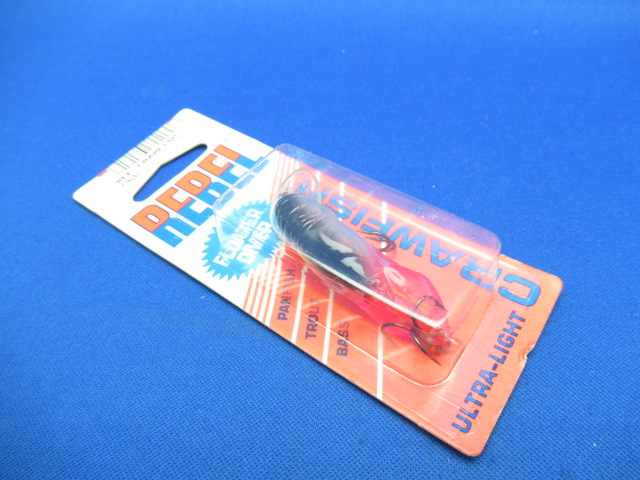 REBEL
FLOATER
DIVER
PANFISH
TROUT
BASS
CRAWFISH
ULTRA-LIGHT